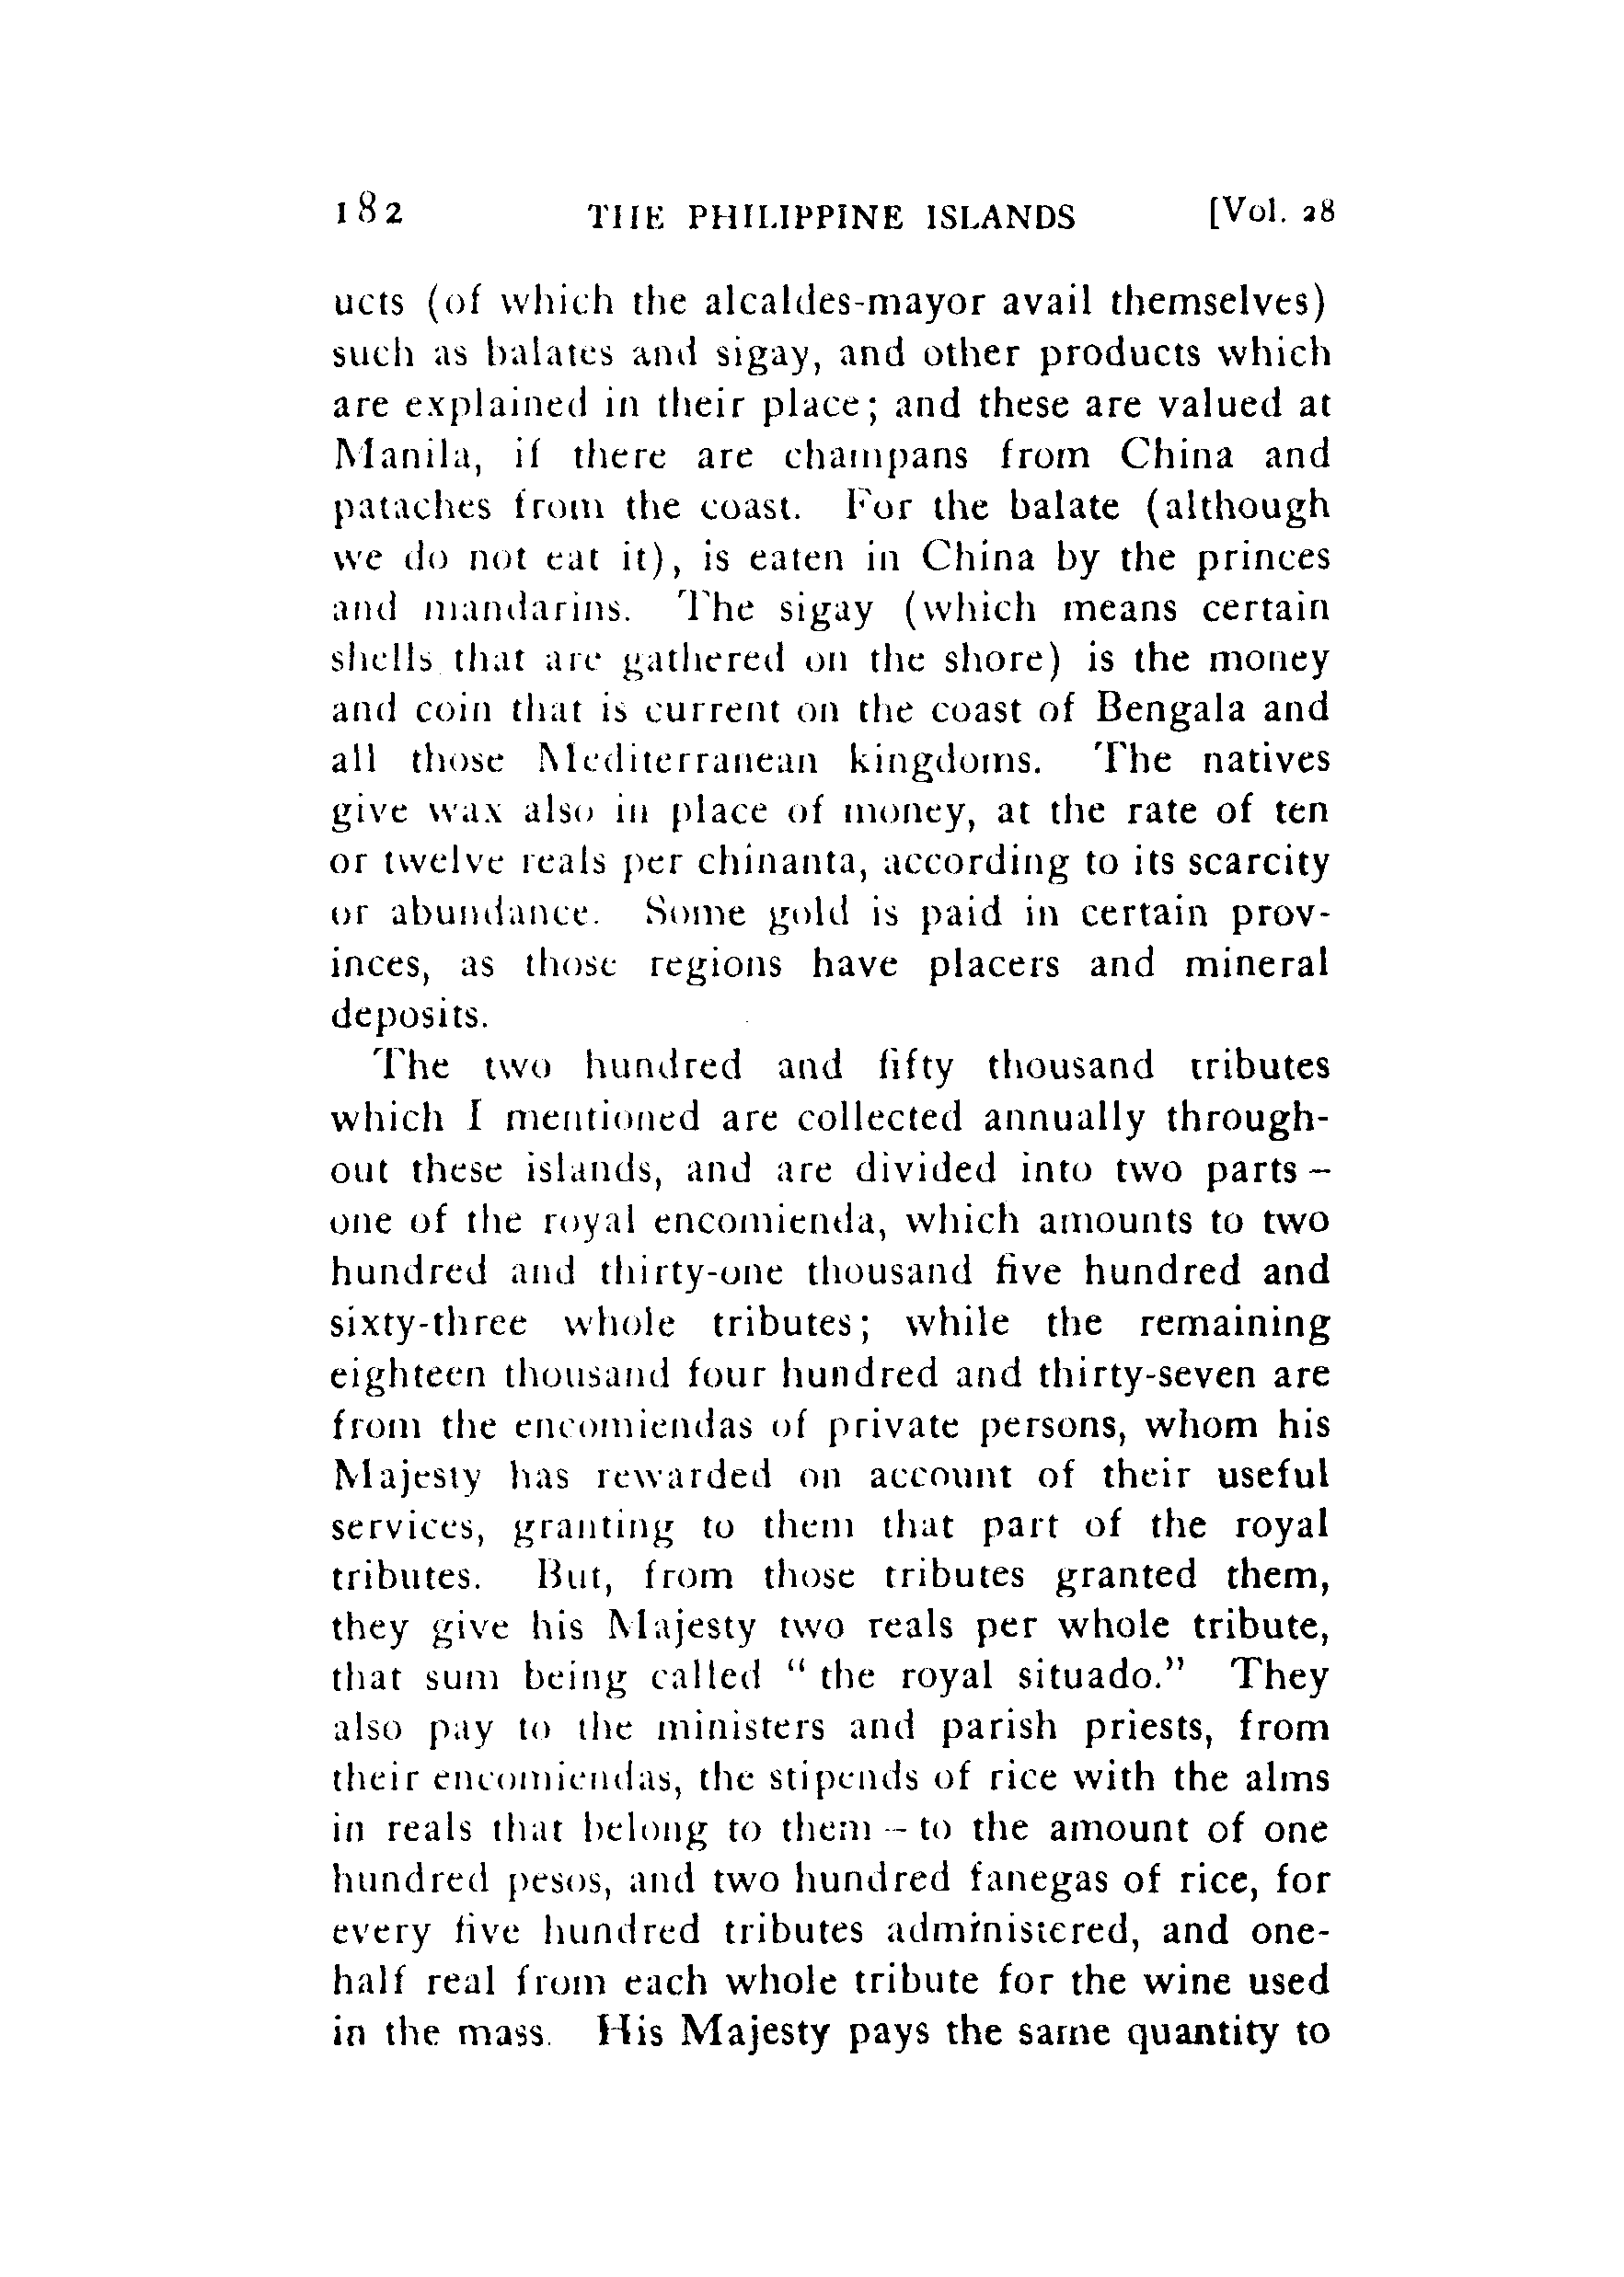 182 THE PHILIPPINE ISLANDS [Vol. 28
ucts (of which the alcaldes-mayor avail themselves)
such as balates and sigay, and other products which
are explained in their place; and these are valued at
Manila, if there are champans from China and
pataches from the coast. For the balate (although
we do not eat it), is eaten in China by the princes
and mandarins. The sigay (which means certain
shells that are gathered on the shore) is the money
and coin that is current on the coast of Bengala and
all those Mediterranean kingdoms. The natives
give wax also in place of money, at the rate of ten
or twelve reals per chinanta, according to its scarcity
or abundance. Some gold is paid in certain prov-
inces, as those regions have placers and mineral
deposits.
The two hundred and fifty thousand tributes
which I mentioned are collected annually through-
out these islands, and are divided into two parts –
one of the royal encomienda, which amounts to two
hundred and thirty-one thousand five hundred and
sixty-three whole tributes; while the remaining
eighteen thousand four hundred and thirty-seven are
from the encomiendas of private persons, whom his
Majesty has rewarded on account of their useful
services, granting to them that part of the royal
tributes. But, from those tributes granted them,
they give his Majesty two reals per whole tribute,
that sum being called " the royal situado." They
also pay to the ministers and parish priests, from
their encomiendas, the stipends of rice with the alms
in reals that belong to them – to the amount of one
hundred pesos, and two hundred fanegas of rice, for
every five hundred tributes administered, and one-
half real from each whole tribute for the wine used
in the mass. His Majesty pays the same quantity to